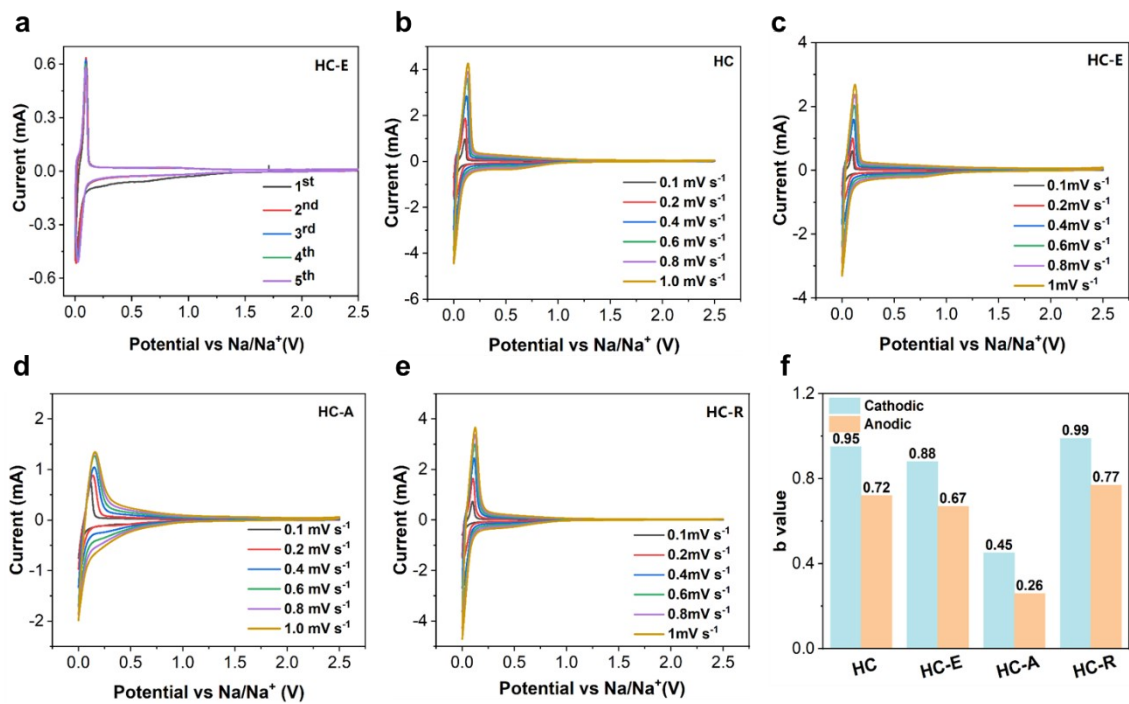 a
HC-E
Current (mA)
0.6
0.3
0.0
-0.3
-0.6
1st
2nd
3rd
4th
5th
0.0 0.5 1.0 1.5 2.0 2.5
Potential vs Na/Na+(V)
b
HC
Current (mA)
4
2
0
-2
-4
-6
0.1 mV s-1
0.2 mV s-1
0.4 mV s-1
0.6 mV s-1
0.8 mV s-1
1.0 mV s-1
0.0 0.5 1.0 1.5 2.0 2.5
Potential vs Na/Na+ (V)
c
HC-E
Current (mA)
4
2
0
-2
-4
0.1mV s-1
0.2mV s-1
0.4mV s-1
0.6mV s-1
0.8mV s-1
1mV s-1
0.0 0.5 1.0 1.5 2.0 2.5
Potential vs Na/Na+(V)
d
HC-A
Current (mA)
2
1
0
-1
-2
0.1 mV s-1
0.2 mV s-1
0.4 mV s-1
0.6 mV s-1
0.8 mV s-1
1.0 mV s-1
0.0 0.5 1.0 1.5 2.0 2.5
Potential vs Na/Na+ (V)
e
HC-R
Current (mA)
4
2
0
-2
-4
0.1mV s-1
0.2mV s-1
0.4mV s-1
0.6mV s-1
0.8mV s-1
1mV s-1
0.0 0.5 1.0 1.5 2.0 2.5
Potential vs Na/Na+ (V)
f
Cathodic
Anodic
b value
1.2
0.8
0.4
0.0
0.95
0.72
0.88
0.67
0.45
0.26
0.99
0.77
HC HC-E HC-A HC-R